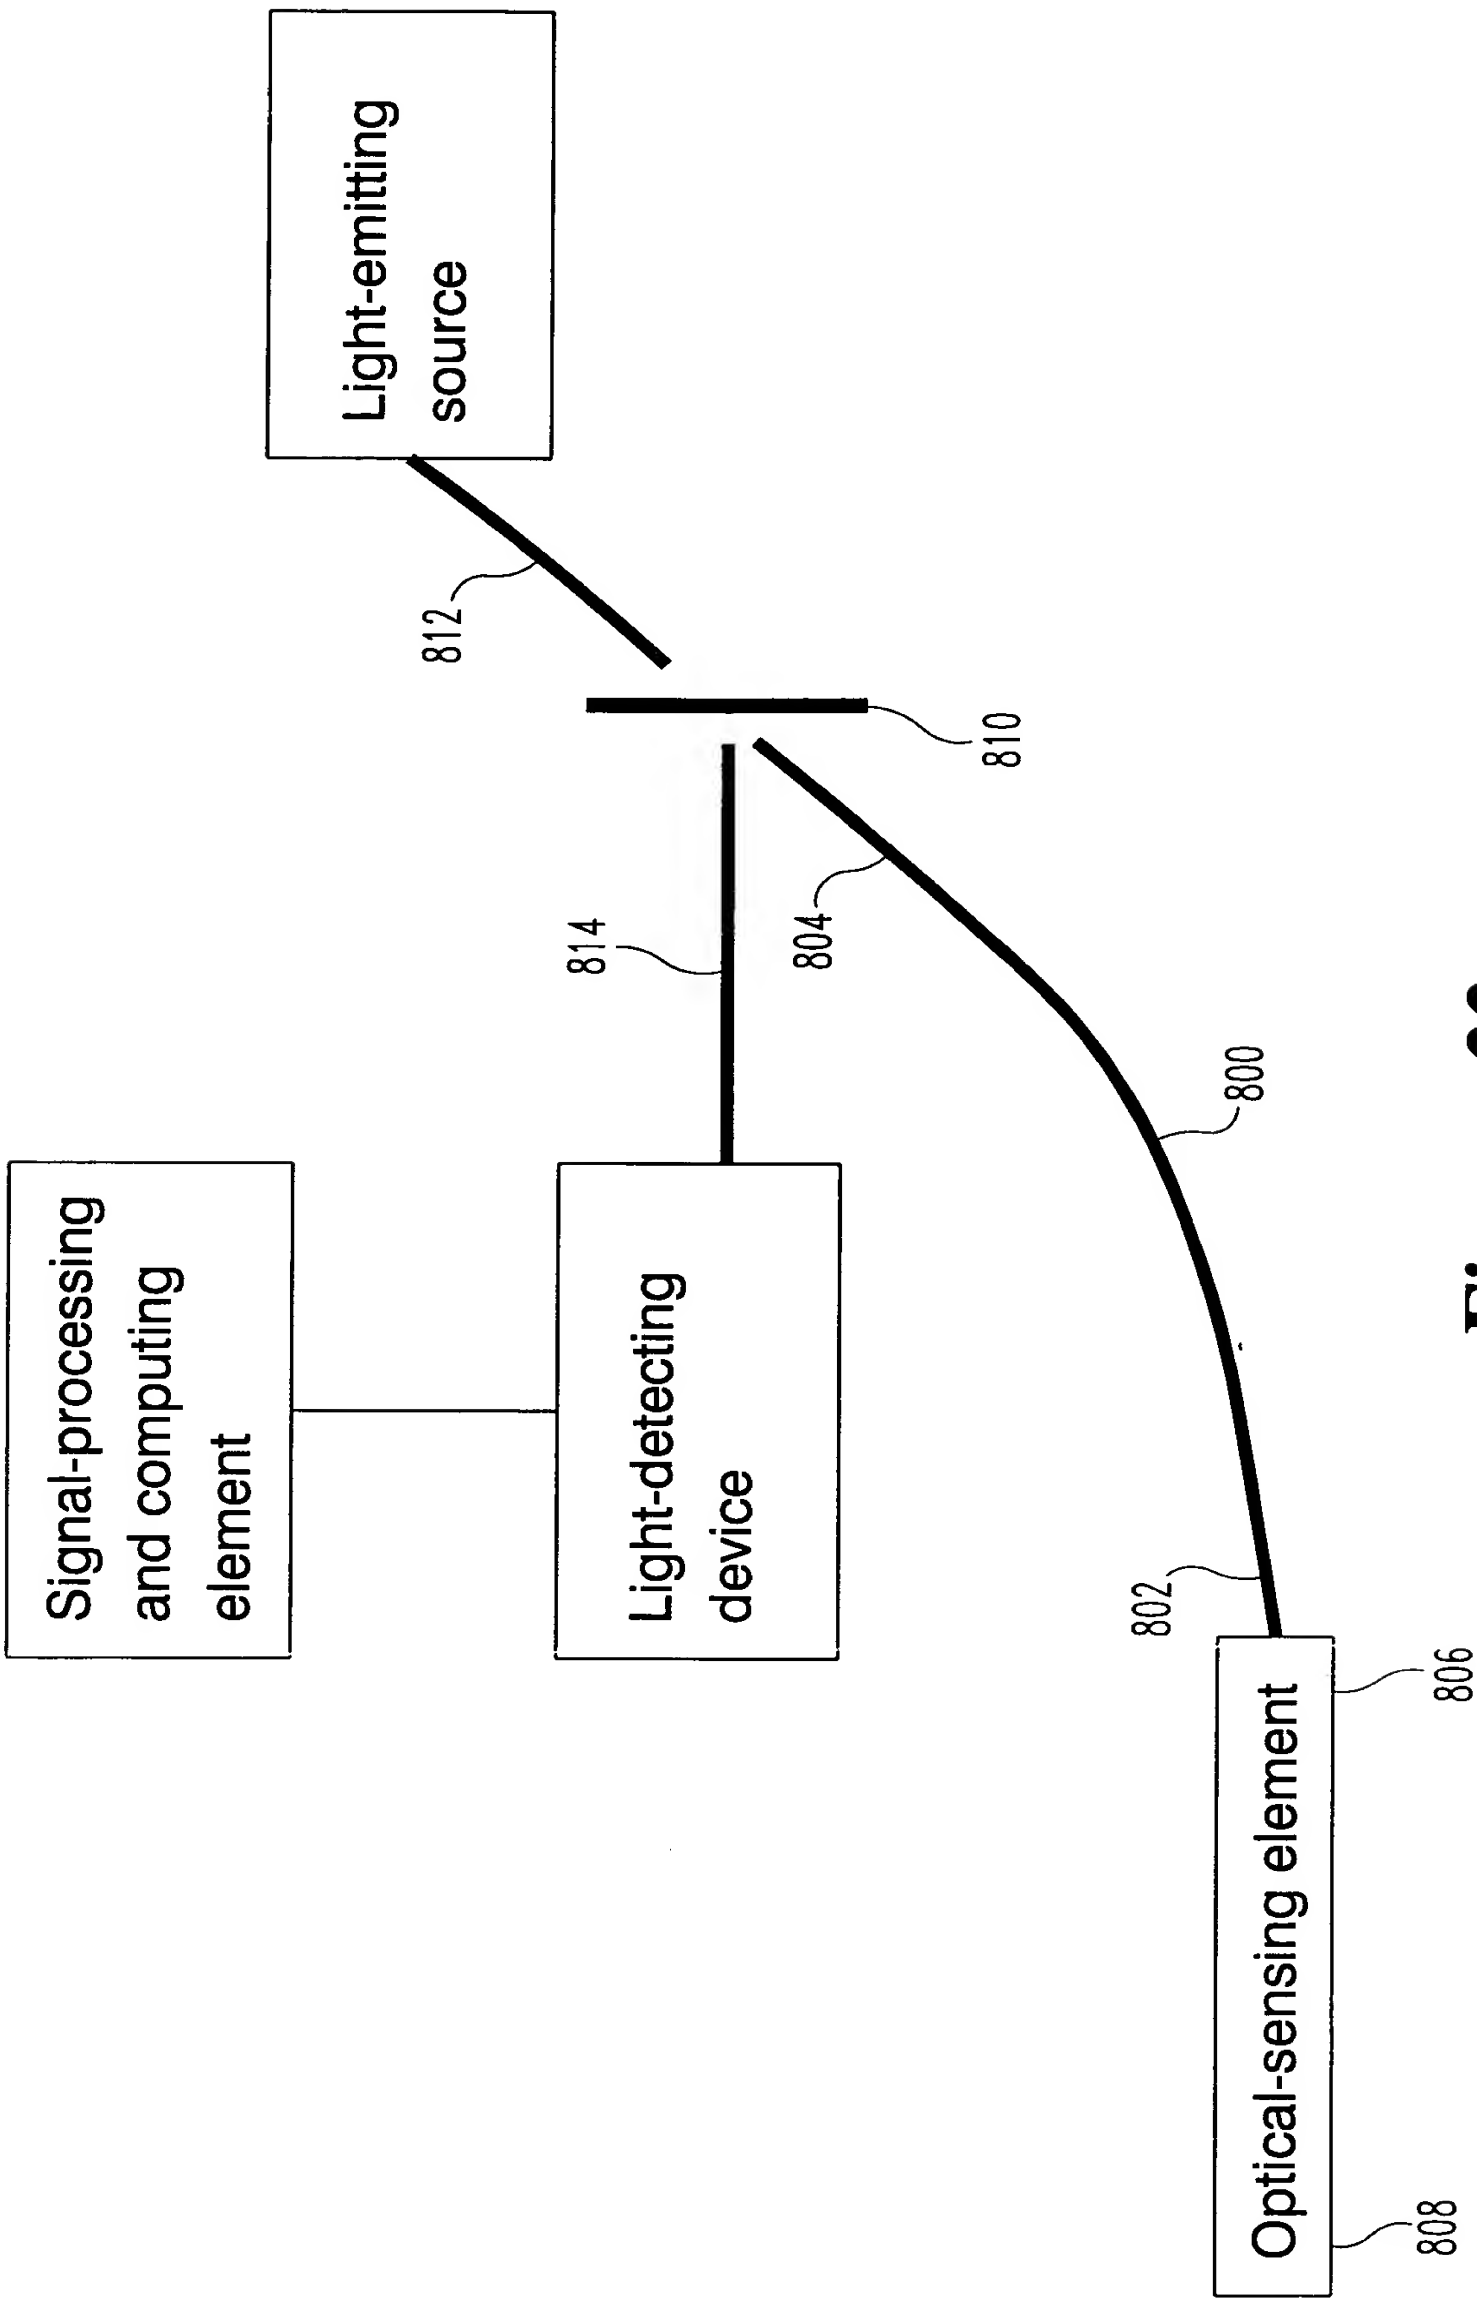 Signal-processing
and computing
element
Light-emitting
source
812
814
Light-detecting
device
804
810
802
800
Optical-sensing element
808
806